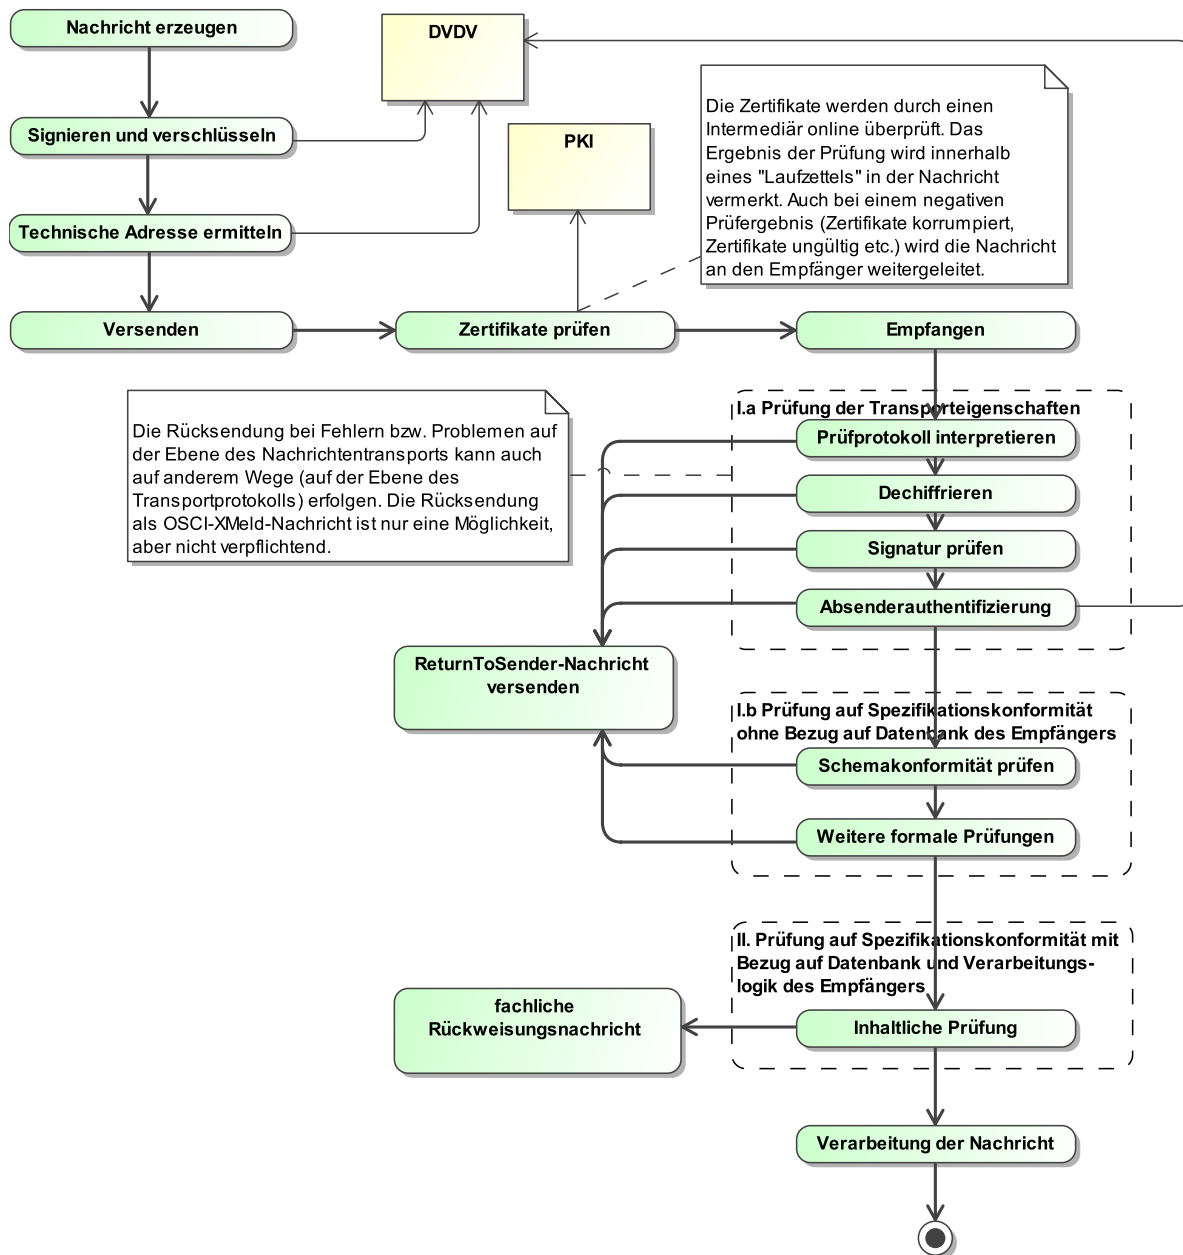 Nachricht erzeugen
DVDV
Die Zertifikate werden durch einen
Intermediär online überprüft. Das
Ergebnis der Prüfung wird innerhalb
eines "Laufzettels" in der Nachricht
vermerkt. Auch bei einem negativen
Prüfergebnis (Zertifikate korrumpiert,
Zertifikate ungültig etc.) wird die Nachricht
an den Empfänger weitergeleitet.
Signieren und verschlüsseln
PKI
Technische Adresse ermitteln
Versenden
Zertifikate prüfen
Empfangen
Die Rücksendung bei Fehlern bzw. Problemen auf
der Ebene des Nachrichtentransports kann auch
auf anderem Wege (auf der Ebene des
Transportprotokolls) erfolgen. Die Rücksendung
als OSCI-XMeld-Nachricht ist nur eine Möglichkeit,
aber nicht verpflichtend.
I.a Prüfung der Transporteigenschaften
Prüfprotokoll interpretieren
Dechiffrieren
Signatur prüfen
Absenderauthentifizierung
ReturnToSender-Nachricht
versenden
I.b Prüfung auf Spezifikationskonformität
ohne Bezug auf Datenbank des Empfängers
Schemakonformität prüfen
Weitere formale Prüfungen
II. Prüfung auf Spezifikationskonformität mit
Bezug auf Datenbank und Verarbeitungs-
logik des Empfängers
fachliche
Rückweisungsnachricht
Inhaltliche Prüfung
Verarbeitung der Nachricht